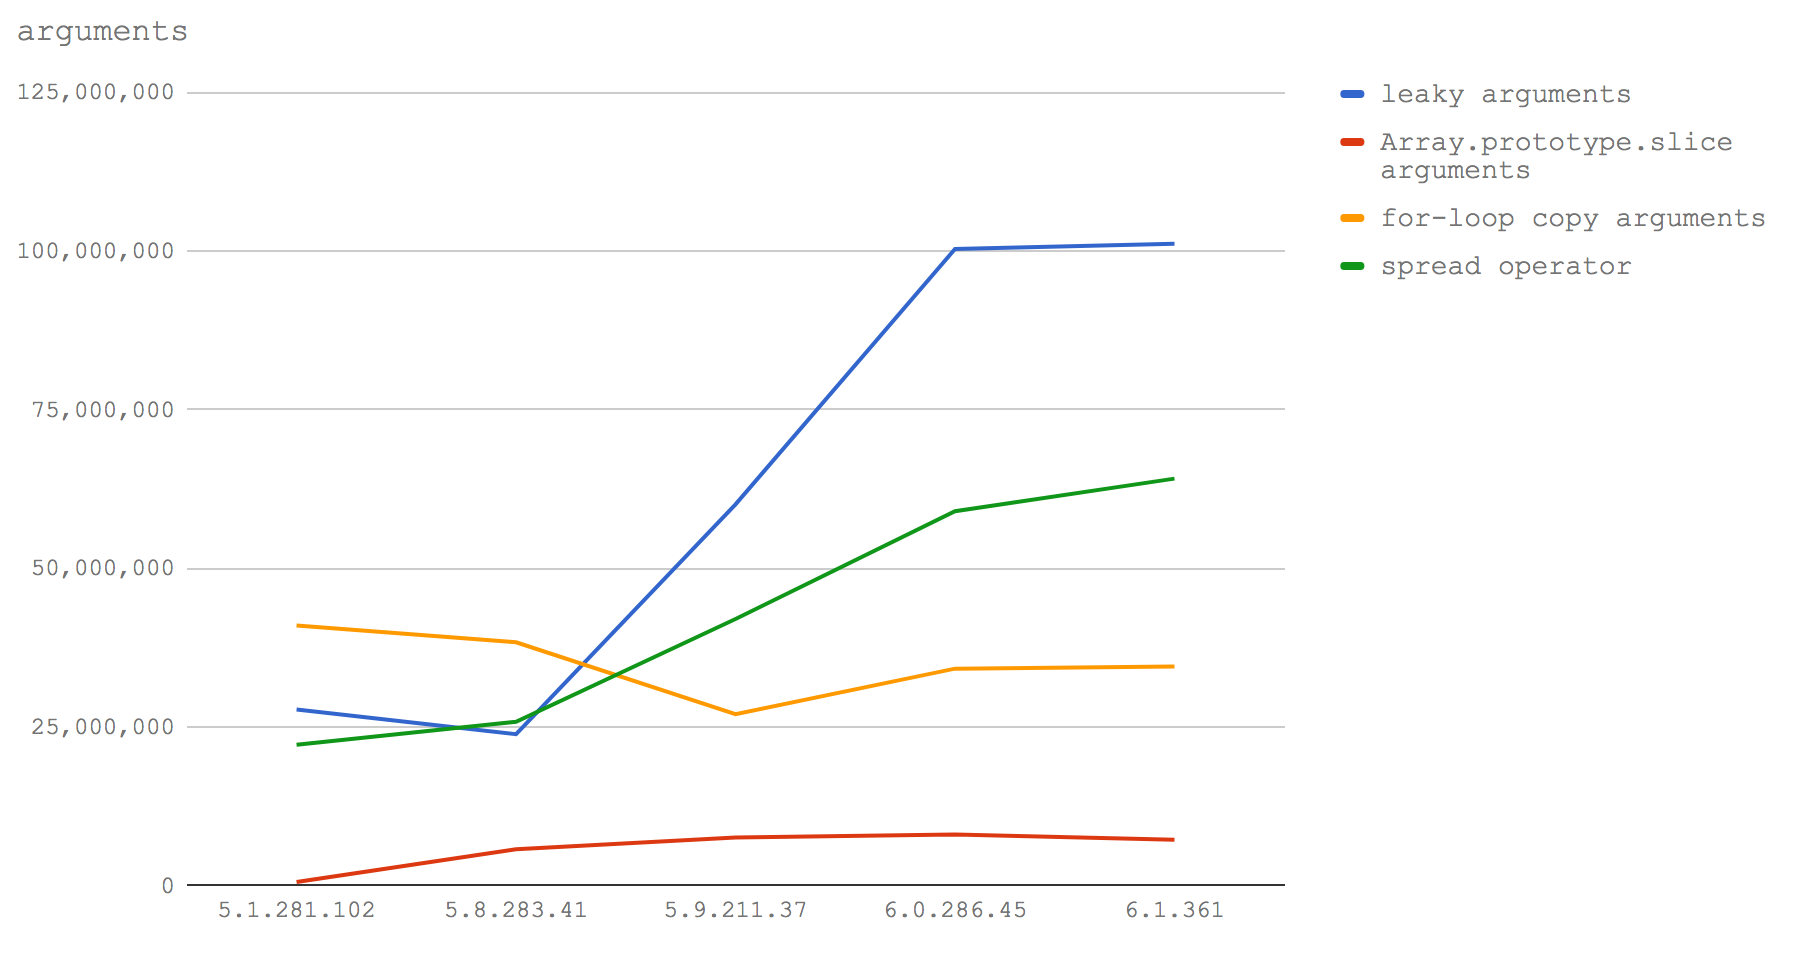 arguments
125,000,000
100,000,000
75,000,000
50,000,000
25,000,000
0
5.1.281.102
5.8.283.41
5.9.211.37
6.0.286.45
6.1.361
leaky arguments
Array.prototype.slice
arguments
for-loop copy arguments
spread operator